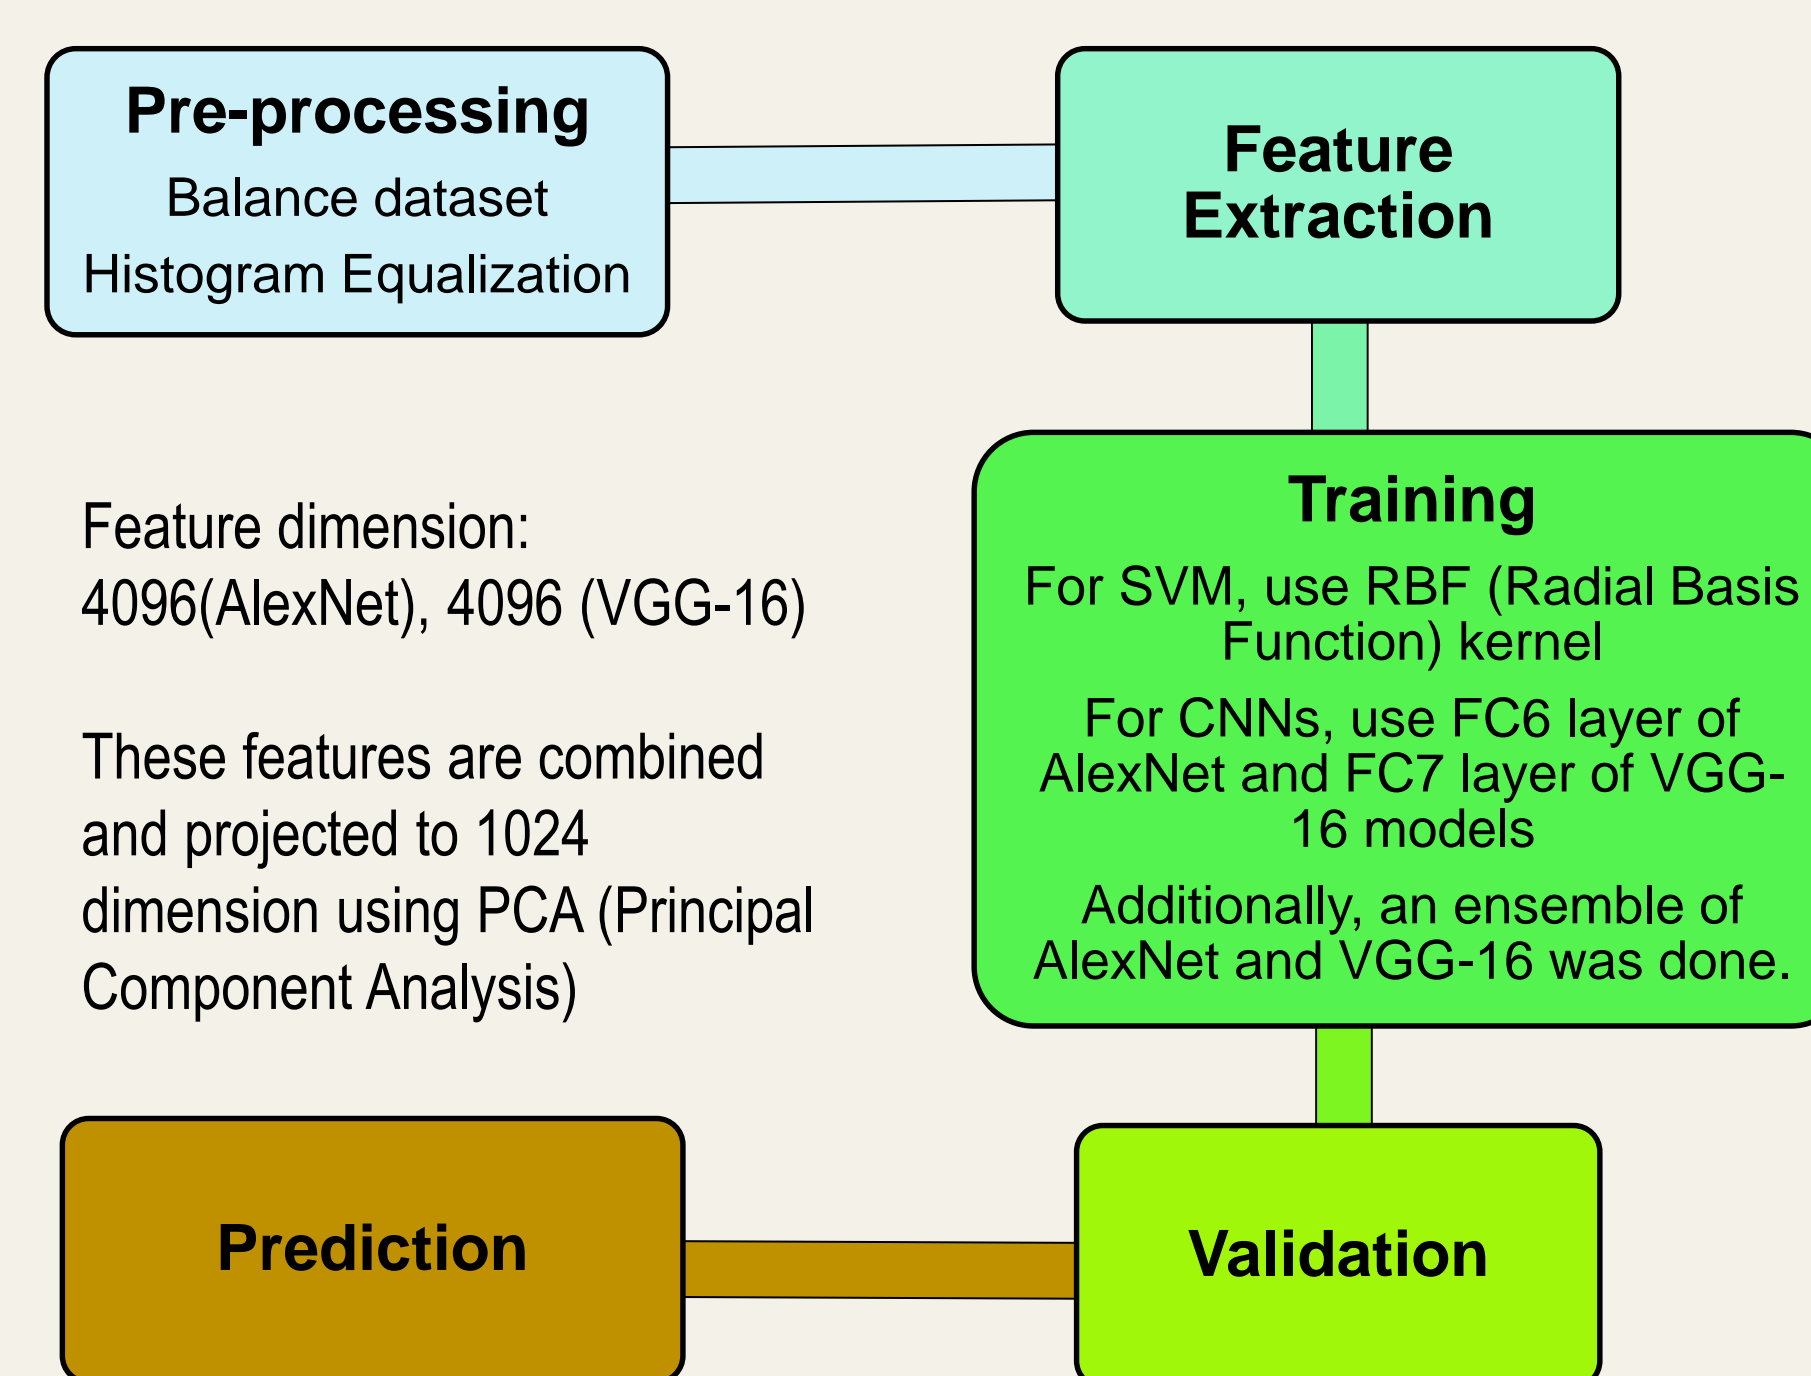 Pre-processing
Balance dataset
Histogram Equalization
Feature
Extraction
Feature dimension:
4096(AlexNet), 4096 (VGG-16)
These features are combined
and projected to 1024
dimension using PCA (Principal
Component Analysis)
Training
For SVM, use RBF (Radial Basis
Function) kernel
For CNNs, use FC6 layer of
AlexNet and FC7 layer of VGG-
16 models
Additionally, an ensemble of
AlexNet and VGG-16 was done.
Prediction
Validation